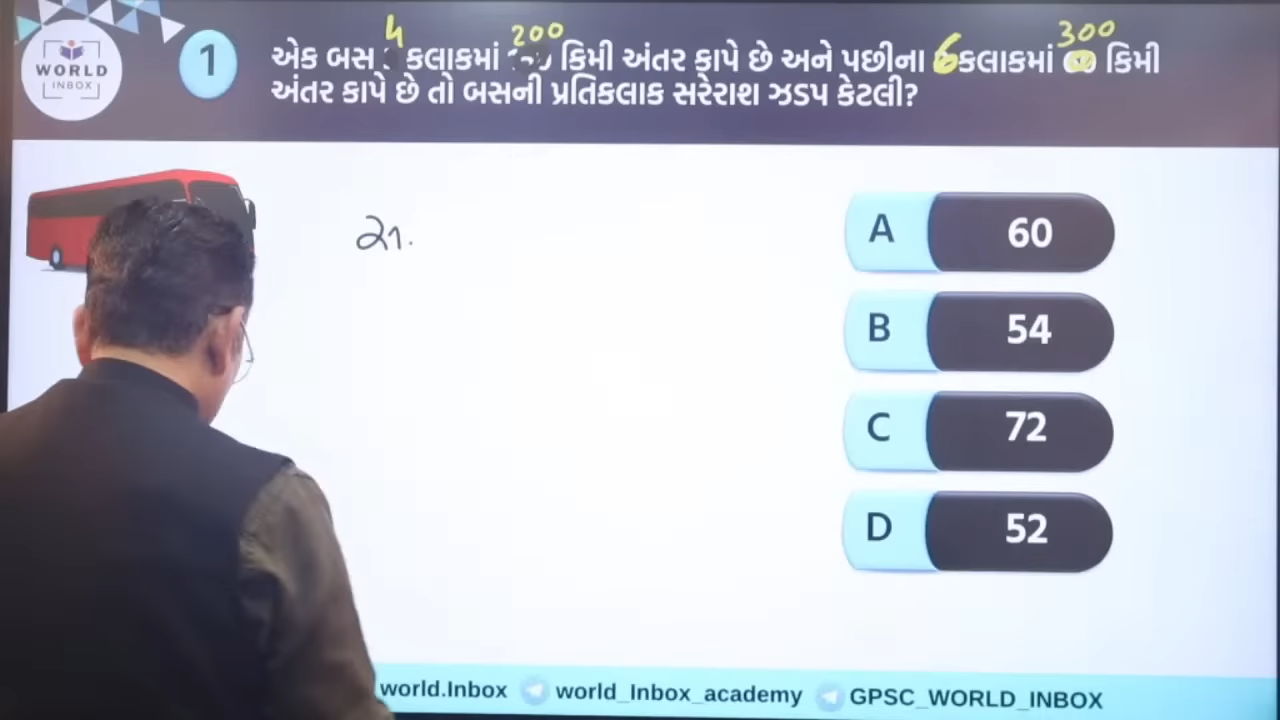 WORLD
INBOX
1
એક બસ 4 કલાકમાં 200 કિમી અંતર કાપે છે અને પછીના 6 કલાકમાં 300 કિમી
અંતર કાપે છે તો બસની પ્રતિકલાક સરેરાશ ઝડપ કેટલી?
સા.
A 60
B 54
C 72
D 52
world.Inbox world_Inbox_academy GPSC_WORLD_INBOX